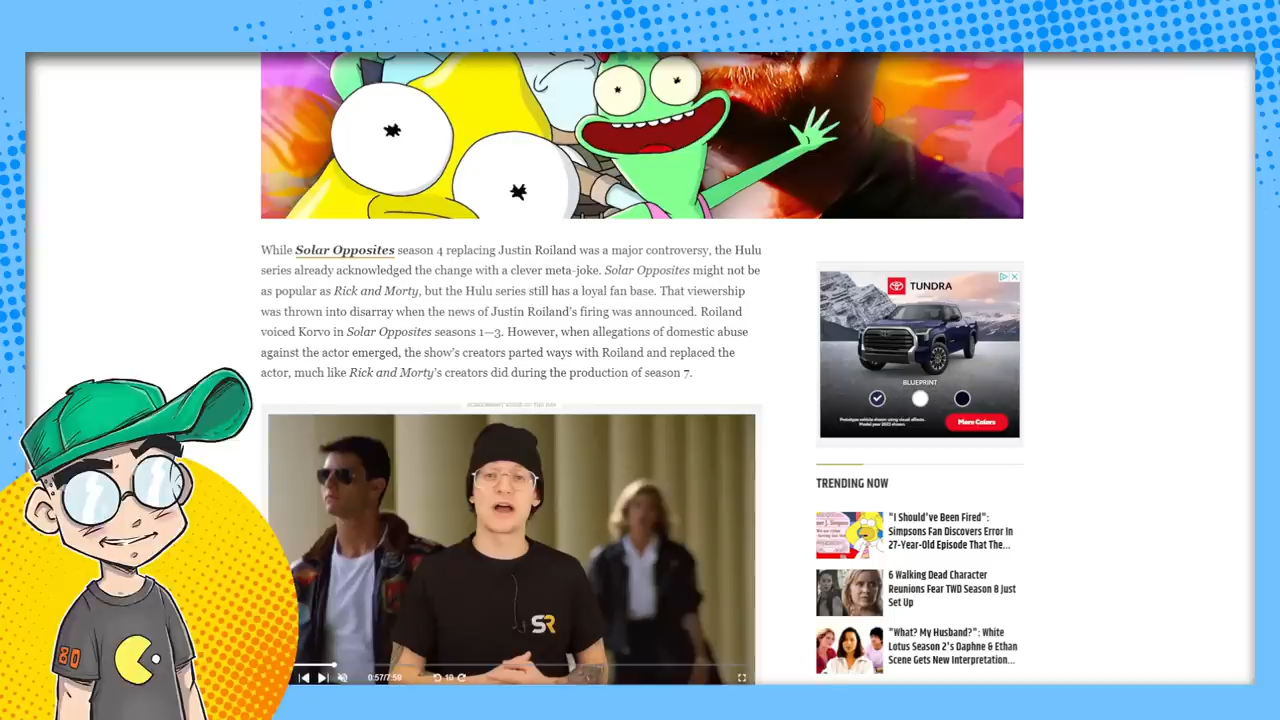 While Solar Opposites season 4 replacing Justin Roiland was a major controversy, the Hulu
series already acknowledged the change with a clever meta-joke. Solar Opposites might not be
as popular as Rick and Morty, but the Hulu series still has a loyal fan base. That viewership
was thrown into disarray when the news of Justin Roiland's firing was announced. Roiland
voiced Korvo in Solar Opposites seasons 1—3. However, when allegations of domestic abuse
against the actor emerged, the show's creators parted ways with Roiland and replaced the
actor, much like Rick and Morty's creators did during the production of season 7.
SR
0:57/7:59
10
80
TUNDRA
BLUEPRINT
Prototype vehicle shown using visual effects.
More Colors
TRENDING NOW
"I Should've Been Fired":
Simpsons Fan Discovers Error In
27-Year-Old Episode That The...
6 Walking Dead Character
Reunions Fear TWD Season 8 Just
Set Up
"What? My Husband?": White
Lotus Season 2's Daphne & Ethan
Scene Gets New Interpretation...